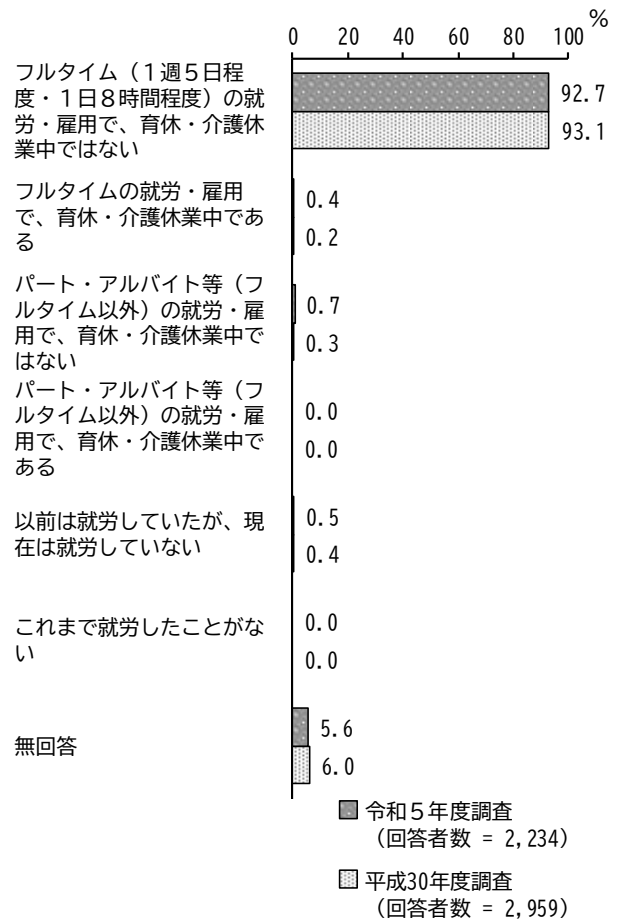 %
0 20 40 60 80 100
フルタイム（１週５日程
度・１日８時間程度）の就
労・雇用で、育休・介護休
業中ではない
92.7
93.1
フルタイムの就労・雇用
で、育休・介護休業中であ
る
0.4
0.2
パート・アルバイト等（フ
ルタイム以外）の就労・雇
用で、育休・介護休業中で
はない
0.7
0.3
パート・アルバイト等（フ
ルタイム以外）の就労・雇
用で、育休・介護休業中で
ある
0.0
0.0
以前は就労していたが、現
在は就労していない
0.5
0.4
これまで就労したことがな
い
0.0
0.0
無回答
5.6
6.0
令和５年度調査
（回答者数 = 2,234）
平成30年度調査
（回答者数 = 2,959）